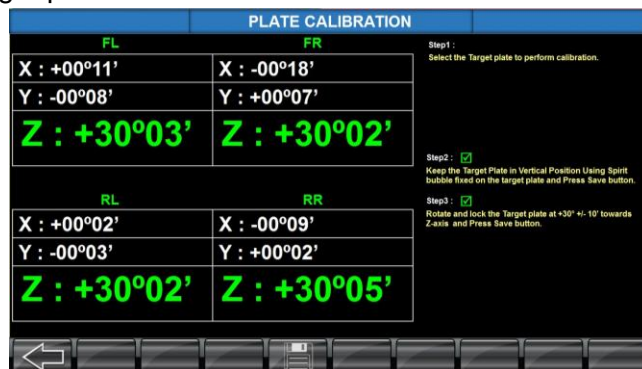 PLATE CALIBRATION
FL
FR
X : +00º11’
X : -00º18’
Y : -00º08’
Y : +00º07’
Z : +30º03’
Z : +30º02’
RL
RR
X : +00º02’
X : -00º09’
Y : -00º03’
Y : +00º02’
Z : +30º02’
Z : +30º05’
Step1 :
Select the Target plate to perform calibration.
Step2 :
Keep the Target Plate in Vertical Position Using Spirit
bubble fixed on the target plate and Press Save button.
Step3 :
Rotate and lock the Target plate at +30° +/- 10’ towards
Z-axis and Press Save button.